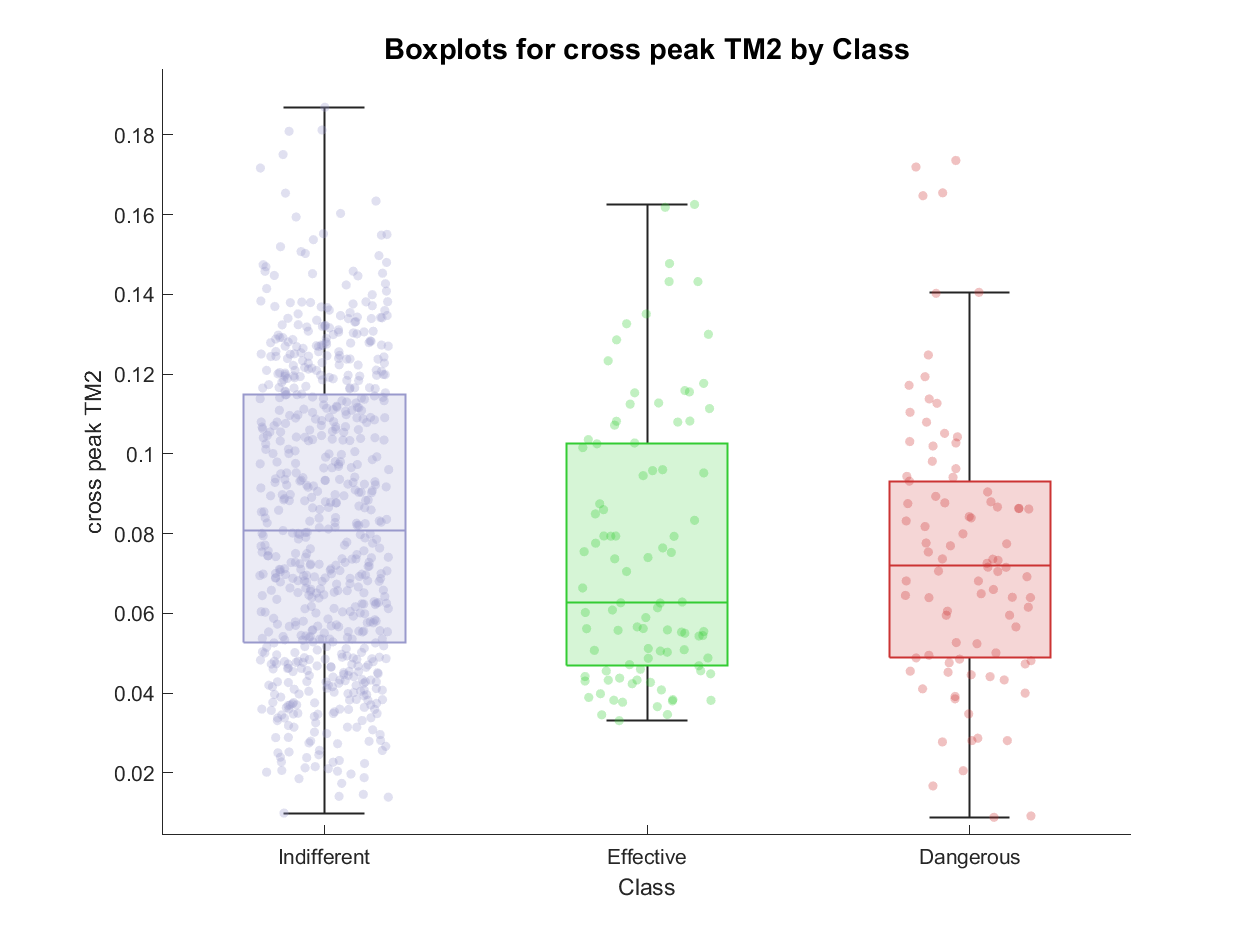 Boxplots for cross peak TM2 by Class
cross peak TM2
0.18
0.16
0.14
0.12
0.1
0.08
0.06
0.04
0.02
Indifferent
Effective
Dangerous
Class